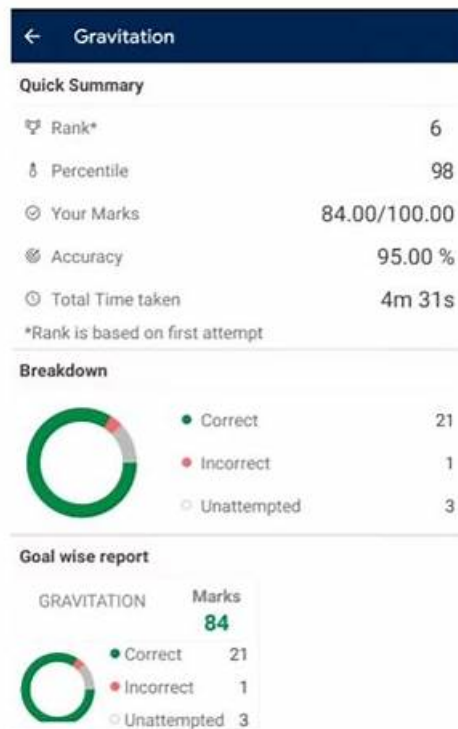 Gravitation
Quick Summary
Rank* 6
Percentile 98
Your Marks 84.00/100.00
Accuracy 95.00 %
Total Time taken 4m 31s
*Rank is based on first attempt
Breakdown
Correct 21
Incorrect 1
Unattempted 3
Goal wise report
GRAVITATION Marks
84
Correct 21
Incorrect 1
Unattempted 3